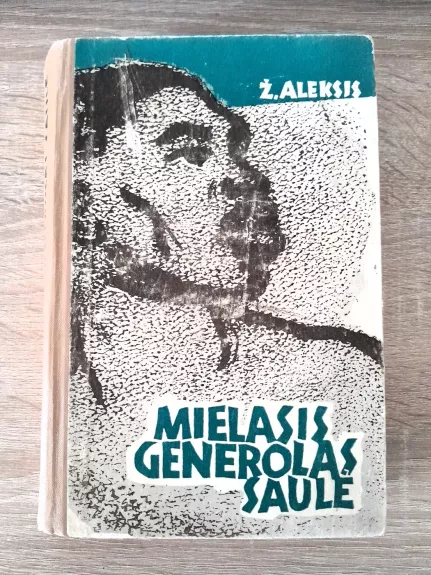 Ž. ALEKSIS
MIELASIS
GENEROLAS
SAULĖ